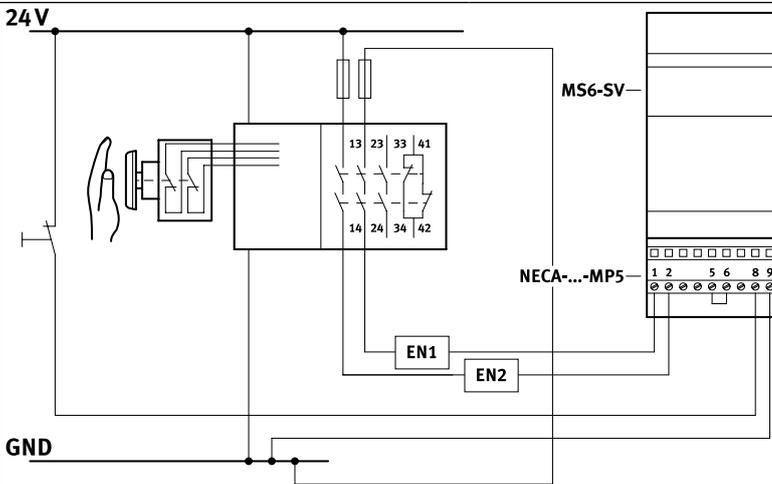 24 V
MS6-SV
13 23 33 41
14 24 34 42
NECA-...-MP5
1 2 5 6 8 9
EN1
EN2
GND